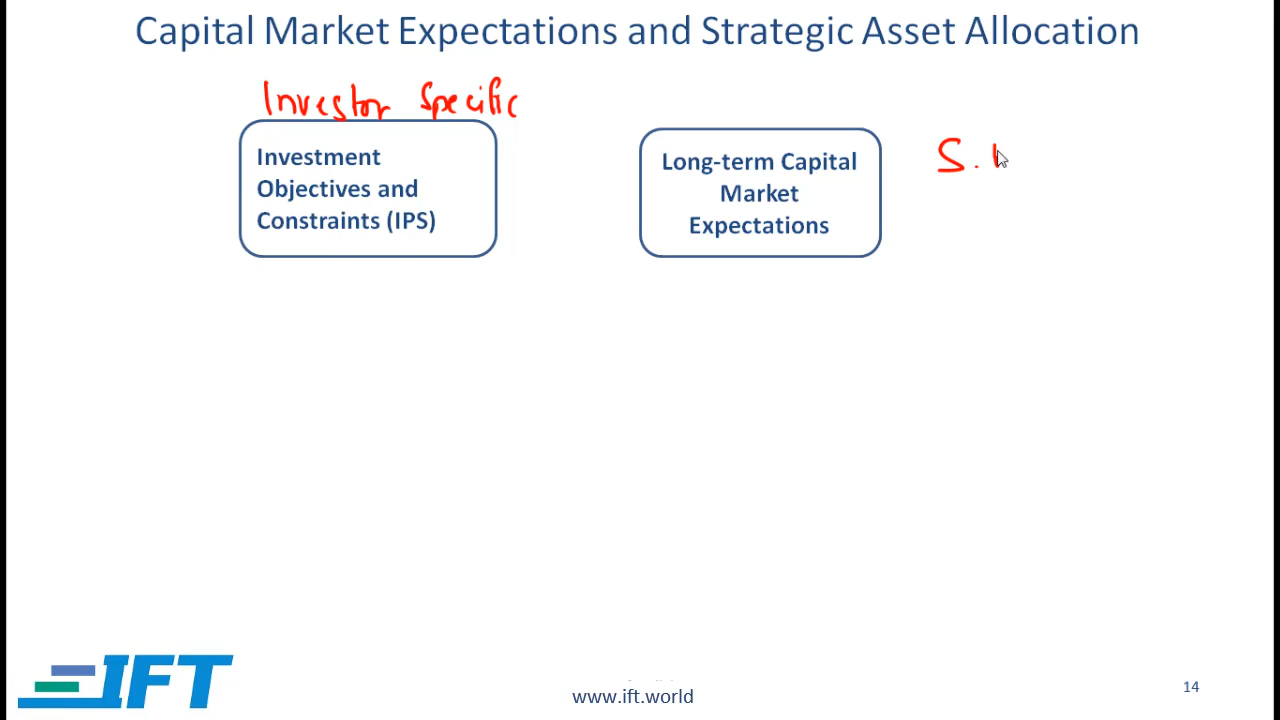 Capital Market Expectations and Strategic Asset Allocation
Investor Specific
Investment
Objectives and
Constraints (IPS)
Long-term Capital
Market
Expectations
S.
IFT
www.ift.world
14